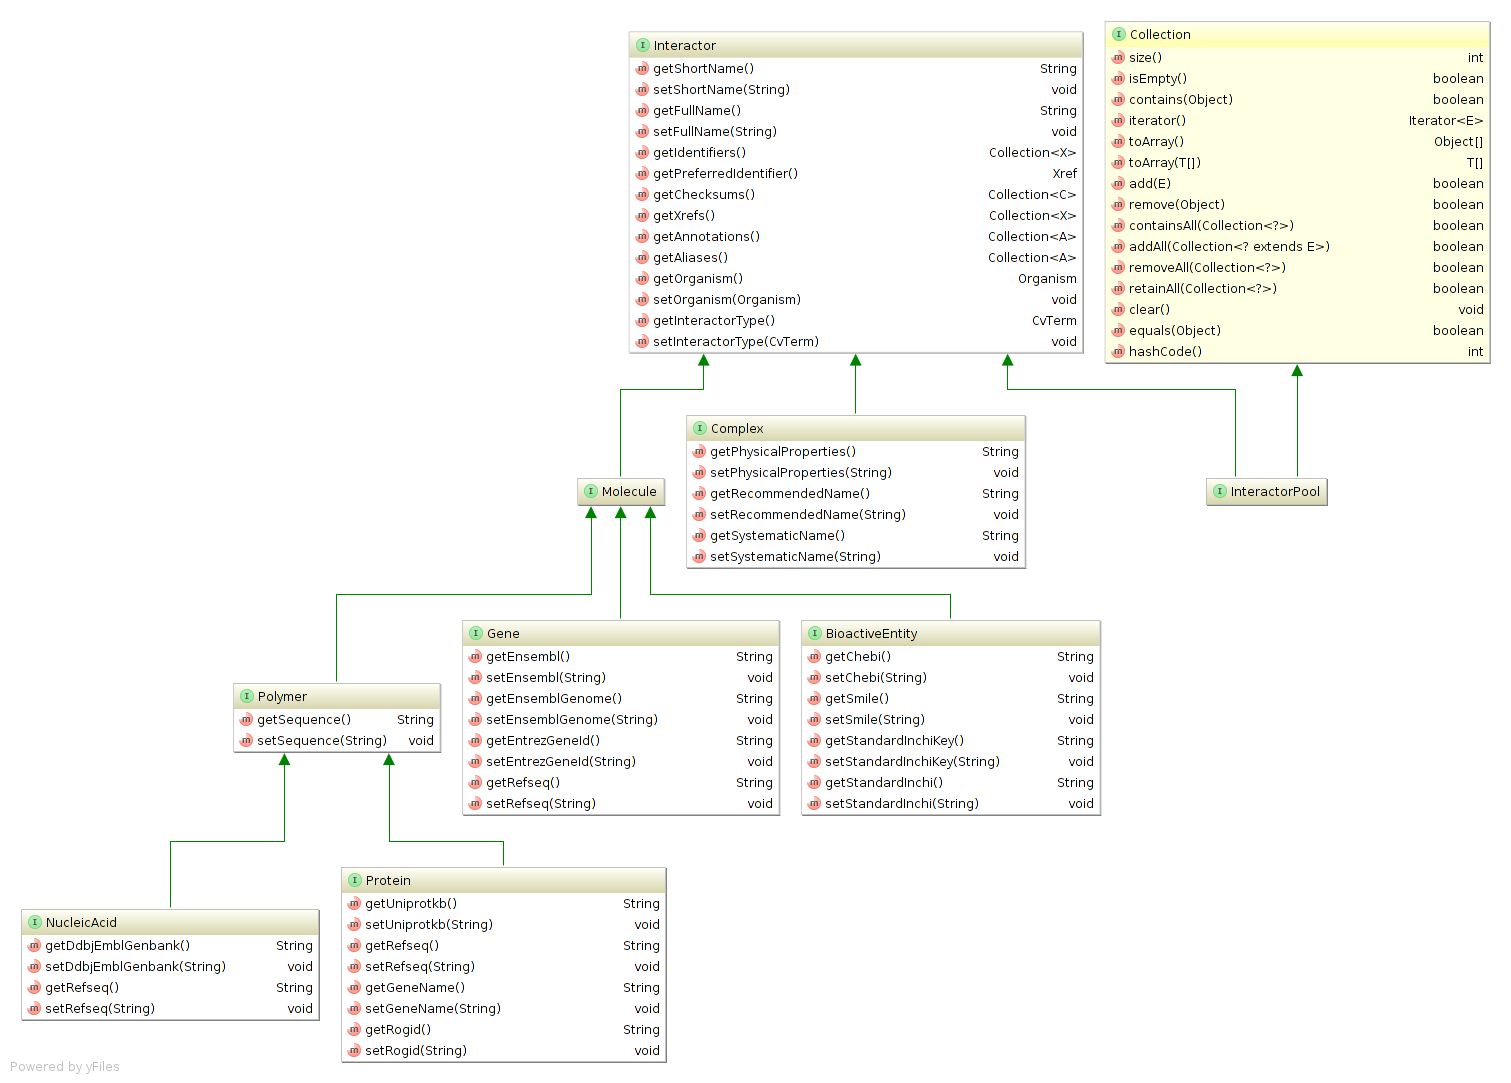 Interactor
getShortName() String
setShortName(String) void
getFullName() String
setFullName(String) void
getIdentifiers() Collection<X>
getPreferredIdentifier() Xref
getChecksums() Collection<C>
getXrefs() Collection<X>
getAnnotations() Collection<A>
getAliases() Collection<A>
getOrganism() Organism
setOrganism(Organism) void
getInteractorType() CvTerm
setInteractorType(CvTerm) void
Collection
size() int
isEmpty() boolean
contains(Object) boolean
iterator() Iterator<E>
toArray() Object[]
toArray(T[]) T[]
add(E) boolean
remove(Object) boolean
containsAll(Collection<?>) boolean
addAll(Collection<? extends E>) boolean
removeAll(Collection<?>) boolean
retainAll(Collection<?>) boolean
clear() void
equals(Object) boolean
hashCode() int
Complex
getPhysicalProperties() String
setPhysicalProperties(String) void
getRecommendedName() String
setRecommendedName(String) void
getSystematicName() String
setSystematicName(String) void
Molecule
InteractorPool
Gene
getEnsembl() String
setEnsembl(String) void
getEnsemblGenome() String
setEnsemblGenome(String) void
getEntrezGeneId() String
setEntrezGeneId(String) void
getRefseq() String
setRefseq(String) void
BioactiveEntity
getChebi() String
setChebi(String) void
getSmile() String
setSmile(String) void
getStandardInchiKey() String
setStandardInchiKey(String) void
getStandardInchi() String
setStandardInchi(String) void
Polymer
getSequence() String
setSequence(String) void
Protein
getUniprotkb() String
setUniprotkb(String) void
getRefseq() String
setRefseq(String) void
getGeneName() String
setGeneName(String) void
getRogid() String
setRogid(String) void
NucleicAcid
getDdbjEmblGenbank() String
setDdbjEmblGenbank(String) void
getRefseq() String
setRefseq(String) void
Powered by yFiles